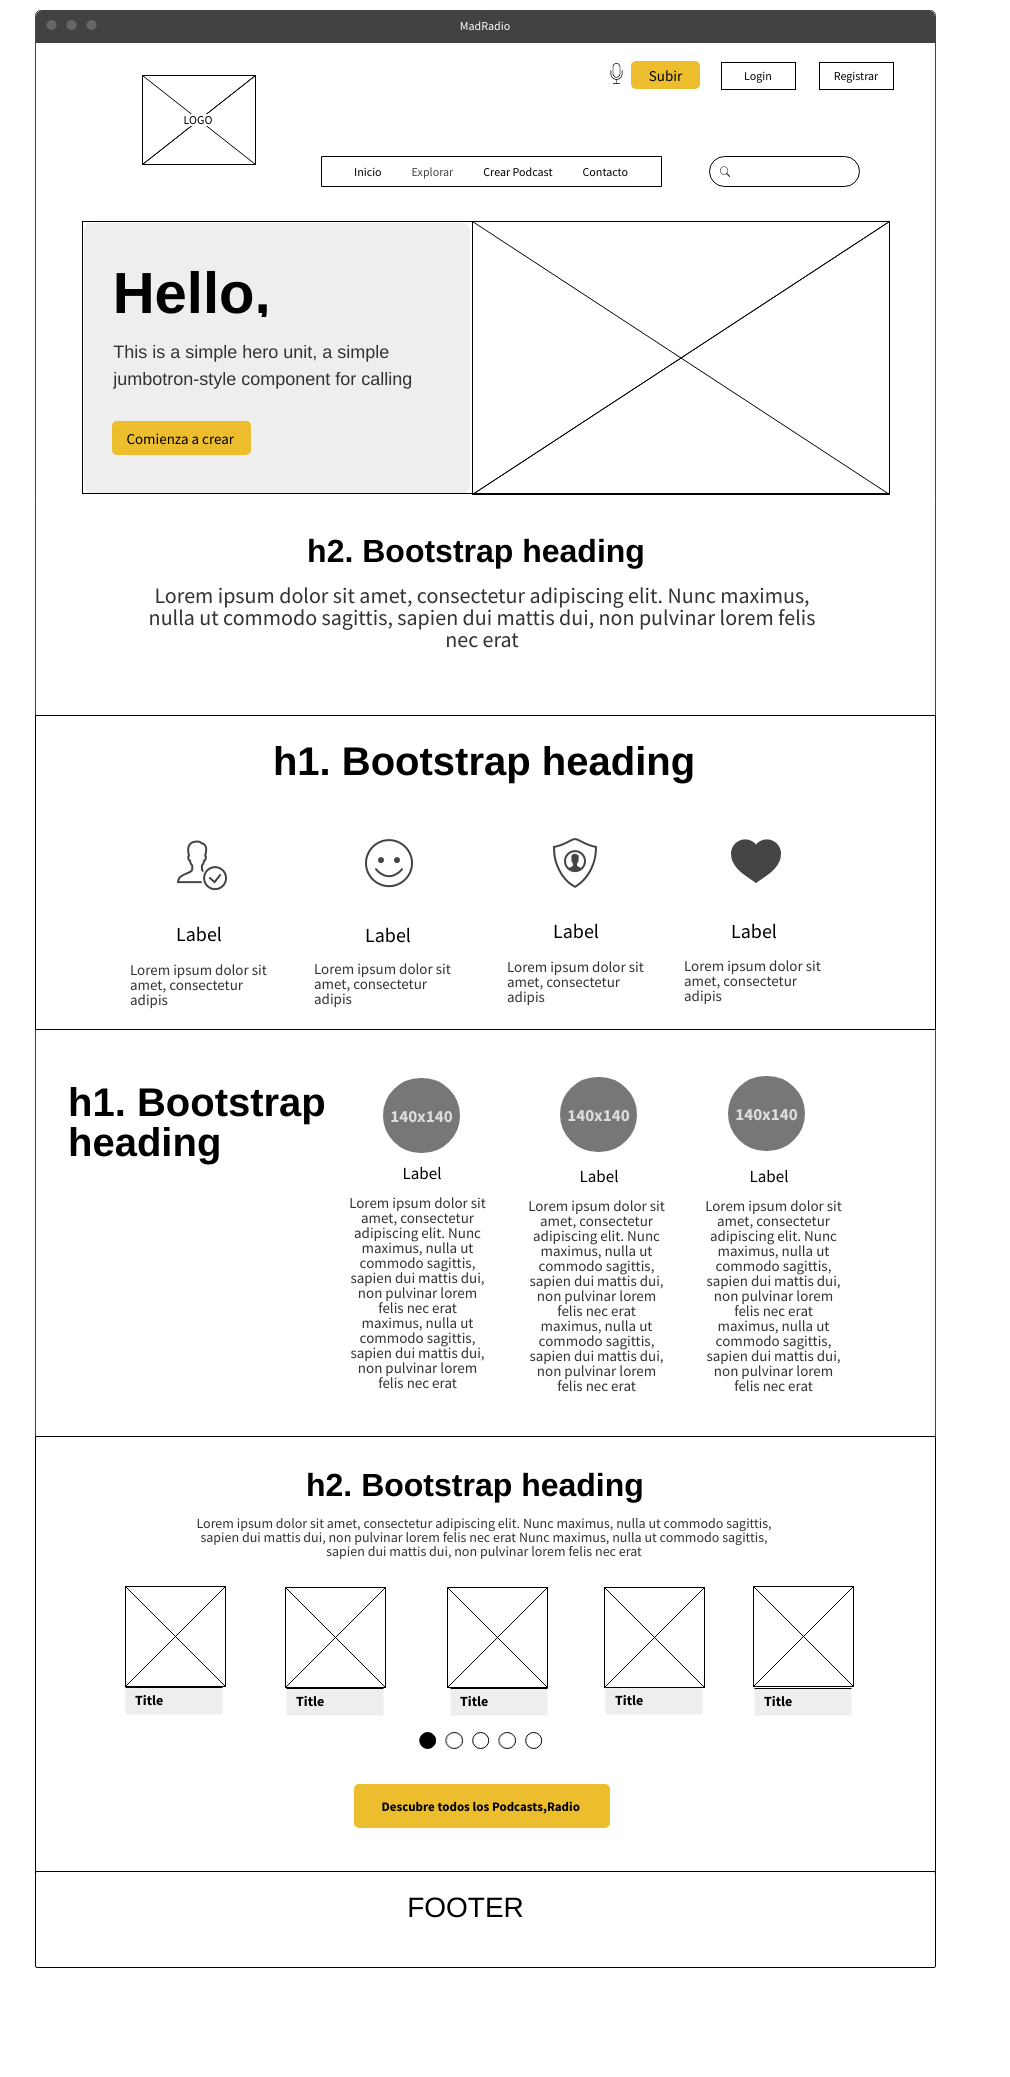 MadRadio
Subir
Login
Registrar
LOGO
Inicio
Explorar
Crear Podcast
Contacto
Hello,
This is a simple hero unit, a simple
jumbotron-style component for calling
Comienza a crear
h2. Bootstrap heading
Lorem ipsum dolor sit amet, consectetur adipiscing elit. Nunc maximus,
nulla ut commodo sagittis, sapien dui mattis dui, non pulvinar lorem felis
nec erat
h1. Bootstrap heading
Label
Lorem ipsum dolor sit
amet, consectetur
adipis
Label
Lorem ipsum dolor sit
amet, consectetur
adipis
Label
Lorem ipsum dolor sit
amet, consectetur
adipis
Label
Lorem ipsum dolor sit
amet, consectetur
adipis
h1. Bootstrap
heading
140x140
Label
Lorem ipsum dolor sit
amet, consectetur
adipiscing elit. Nunc
maximus, nulla ut
commodo sagittis,
sapien dui mattis dui,
non pulvinar lorem
felis nec erat
maximus, nulla ut
commodo sagittis,
sapien dui mattis dui,
non pulvinar lorem
felis nec erat
140x140
Label
Lorem ipsum dolor sit
amet, consectetur
adipiscing elit. Nunc
maximus, nulla ut
commodo sagittis,
sapien dui mattis dui,
non pulvinar lorem
felis nec erat
maximus, nulla ut
commodo sagittis,
sapien dui mattis dui,
non pulvinar lorem
felis nec erat
140x140
Label
Lorem ipsum dolor sit
amet, consectetur
adipiscing elit. Nunc
maximus, nulla ut
commodo sagittis,
sapien dui mattis dui,
non pulvinar lorem
felis nec erat
maximus, nulla ut
commodo sagittis,
sapien dui mattis dui,
non pulvinar lorem
felis nec erat
h2. Bootstrap heading
Lorem ipsum dolor sit amet, consectetur adipiscing elit. Nunc maximus, nulla ut commodo sagittis,
sapien dui mattis dui, non pulvinar lorem felis nec erat Nunc maximus, nulla ut commodo sagittis,
sapien dui mattis dui, non pulvinar lorem felis nec erat
Title
Title
Title
Title
Title
Descubre todos los Podcasts,Radio
FOOTER